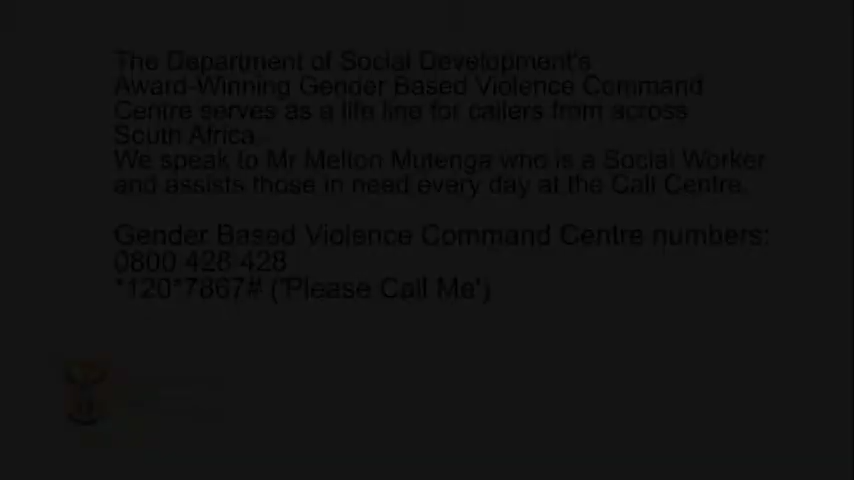 The Department of Social Development's
Award-Winning Gender Based Violence Command
Centre serves as a life line for callers from across
South Africa.
We speak to Mr Melton Mutenga who is a Social Worker
and assists those in need every day at the Call Centre.
Gender Based Violence Command Centre numbers:
0800 428 428
*120*7867# ('Please Call Me')